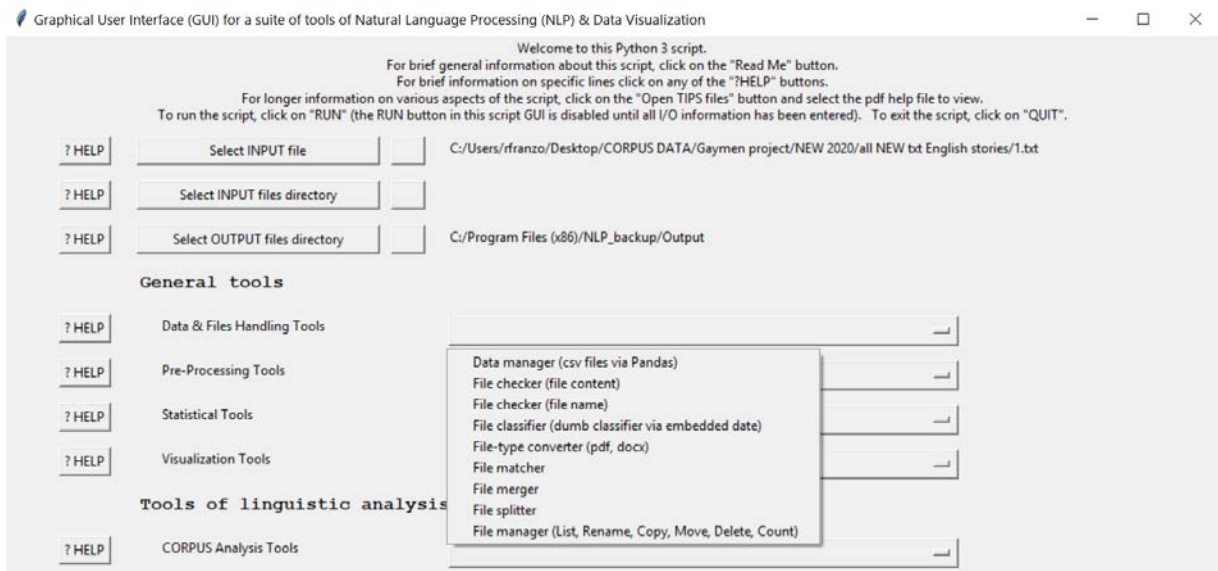 Graphical User Interface (GUI) for a suite of tools of Natural Language Processing (NLP) & Data Visualization
Welcome to this Python 3 script.
For brief general information about this script, click on the "Read Me" button.
For brief information on specific lines click on any of the "?HELP" buttons.
For longer information on various aspects of the script, click on the "Open TIPS files" button and select the pdf help file to view.
To run the script, click on "RUN" (the RUN button in this script GUI is disabled until all I/O information has been entered). To exit the script, click on "QUIT".
? HELP Select INPUT file C:/Users/rfranzo/Desktop/CORPUS DATA/Gaymen project/NEW 2020/all NEW txt English stories/1.txt
? HELP Select INPUT files directory
? HELP Select OUTPUT files directory C:/Program Files (x86)/NLP_backup/Output
General tools
? HELP Data & Files Handling Tools
Data manager (csv files via Pandas)
? HELP Pre-Processing Tools
File checker (file content)
File checker (file name)
? HELP Statistical Tools
File classifier (dumb classifier via embedded date)
File-type converter (pdf, docx)
? HELP Visualization Tools
File matcher
File merger
Tools of linguistic analysis
File splitter
File manager (List, Rename, Copy, Move, Delete, Count)
? HELP CORPUS Analysis Tools